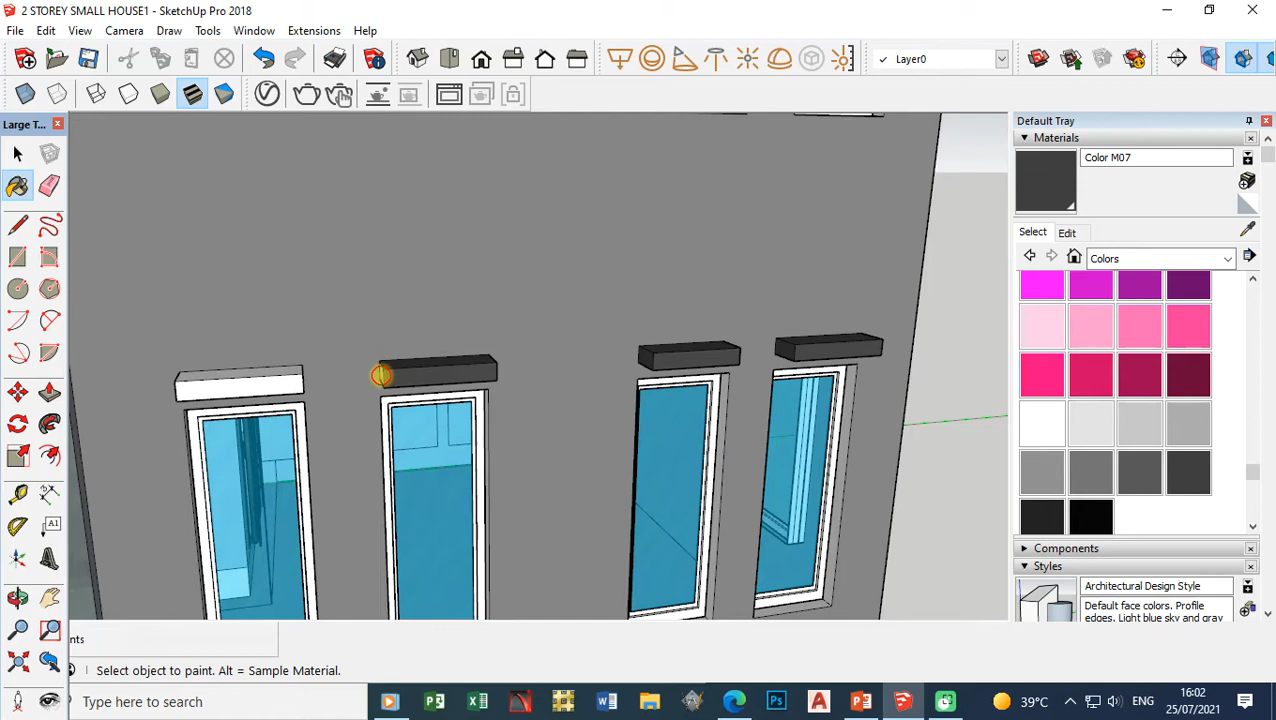 2 STOREY SMALL HOUSE1 - SketchUp Pro 2018
File Edit View Camera Draw Tools Window Extensions Help
Layer0
Large T...
Default Tray
Materials
Color M07
Select Edit
Colors
A1
Components
Styles
Architectural Design Style
Default face colors. Profile
edges. Light blue sky and gray
nts
Select object to paint. Alt = Sample Material.
Type here to search
39°C
ENG
16:02
25/07/2021